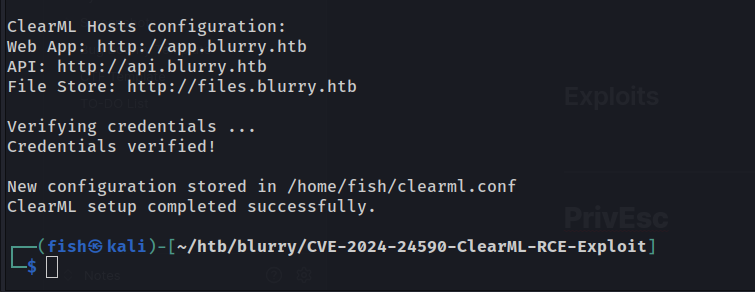 ClearML Hosts configuration:
Web App: http://app.blurry.htb
API: http://api.blurry.htb
File Store: http://files.blurry.htb
Exploits
Verifying credentials ...
Credentials verified!
New configuration stored in /home/fish/clearml.conf
ClearML setup completed successfully.
PrivEsc
┌──(fish㉿kali)-[~/htb/blurry/CVE-2024-24590-ClearML-RCE-Exploit]
└─$
Notes